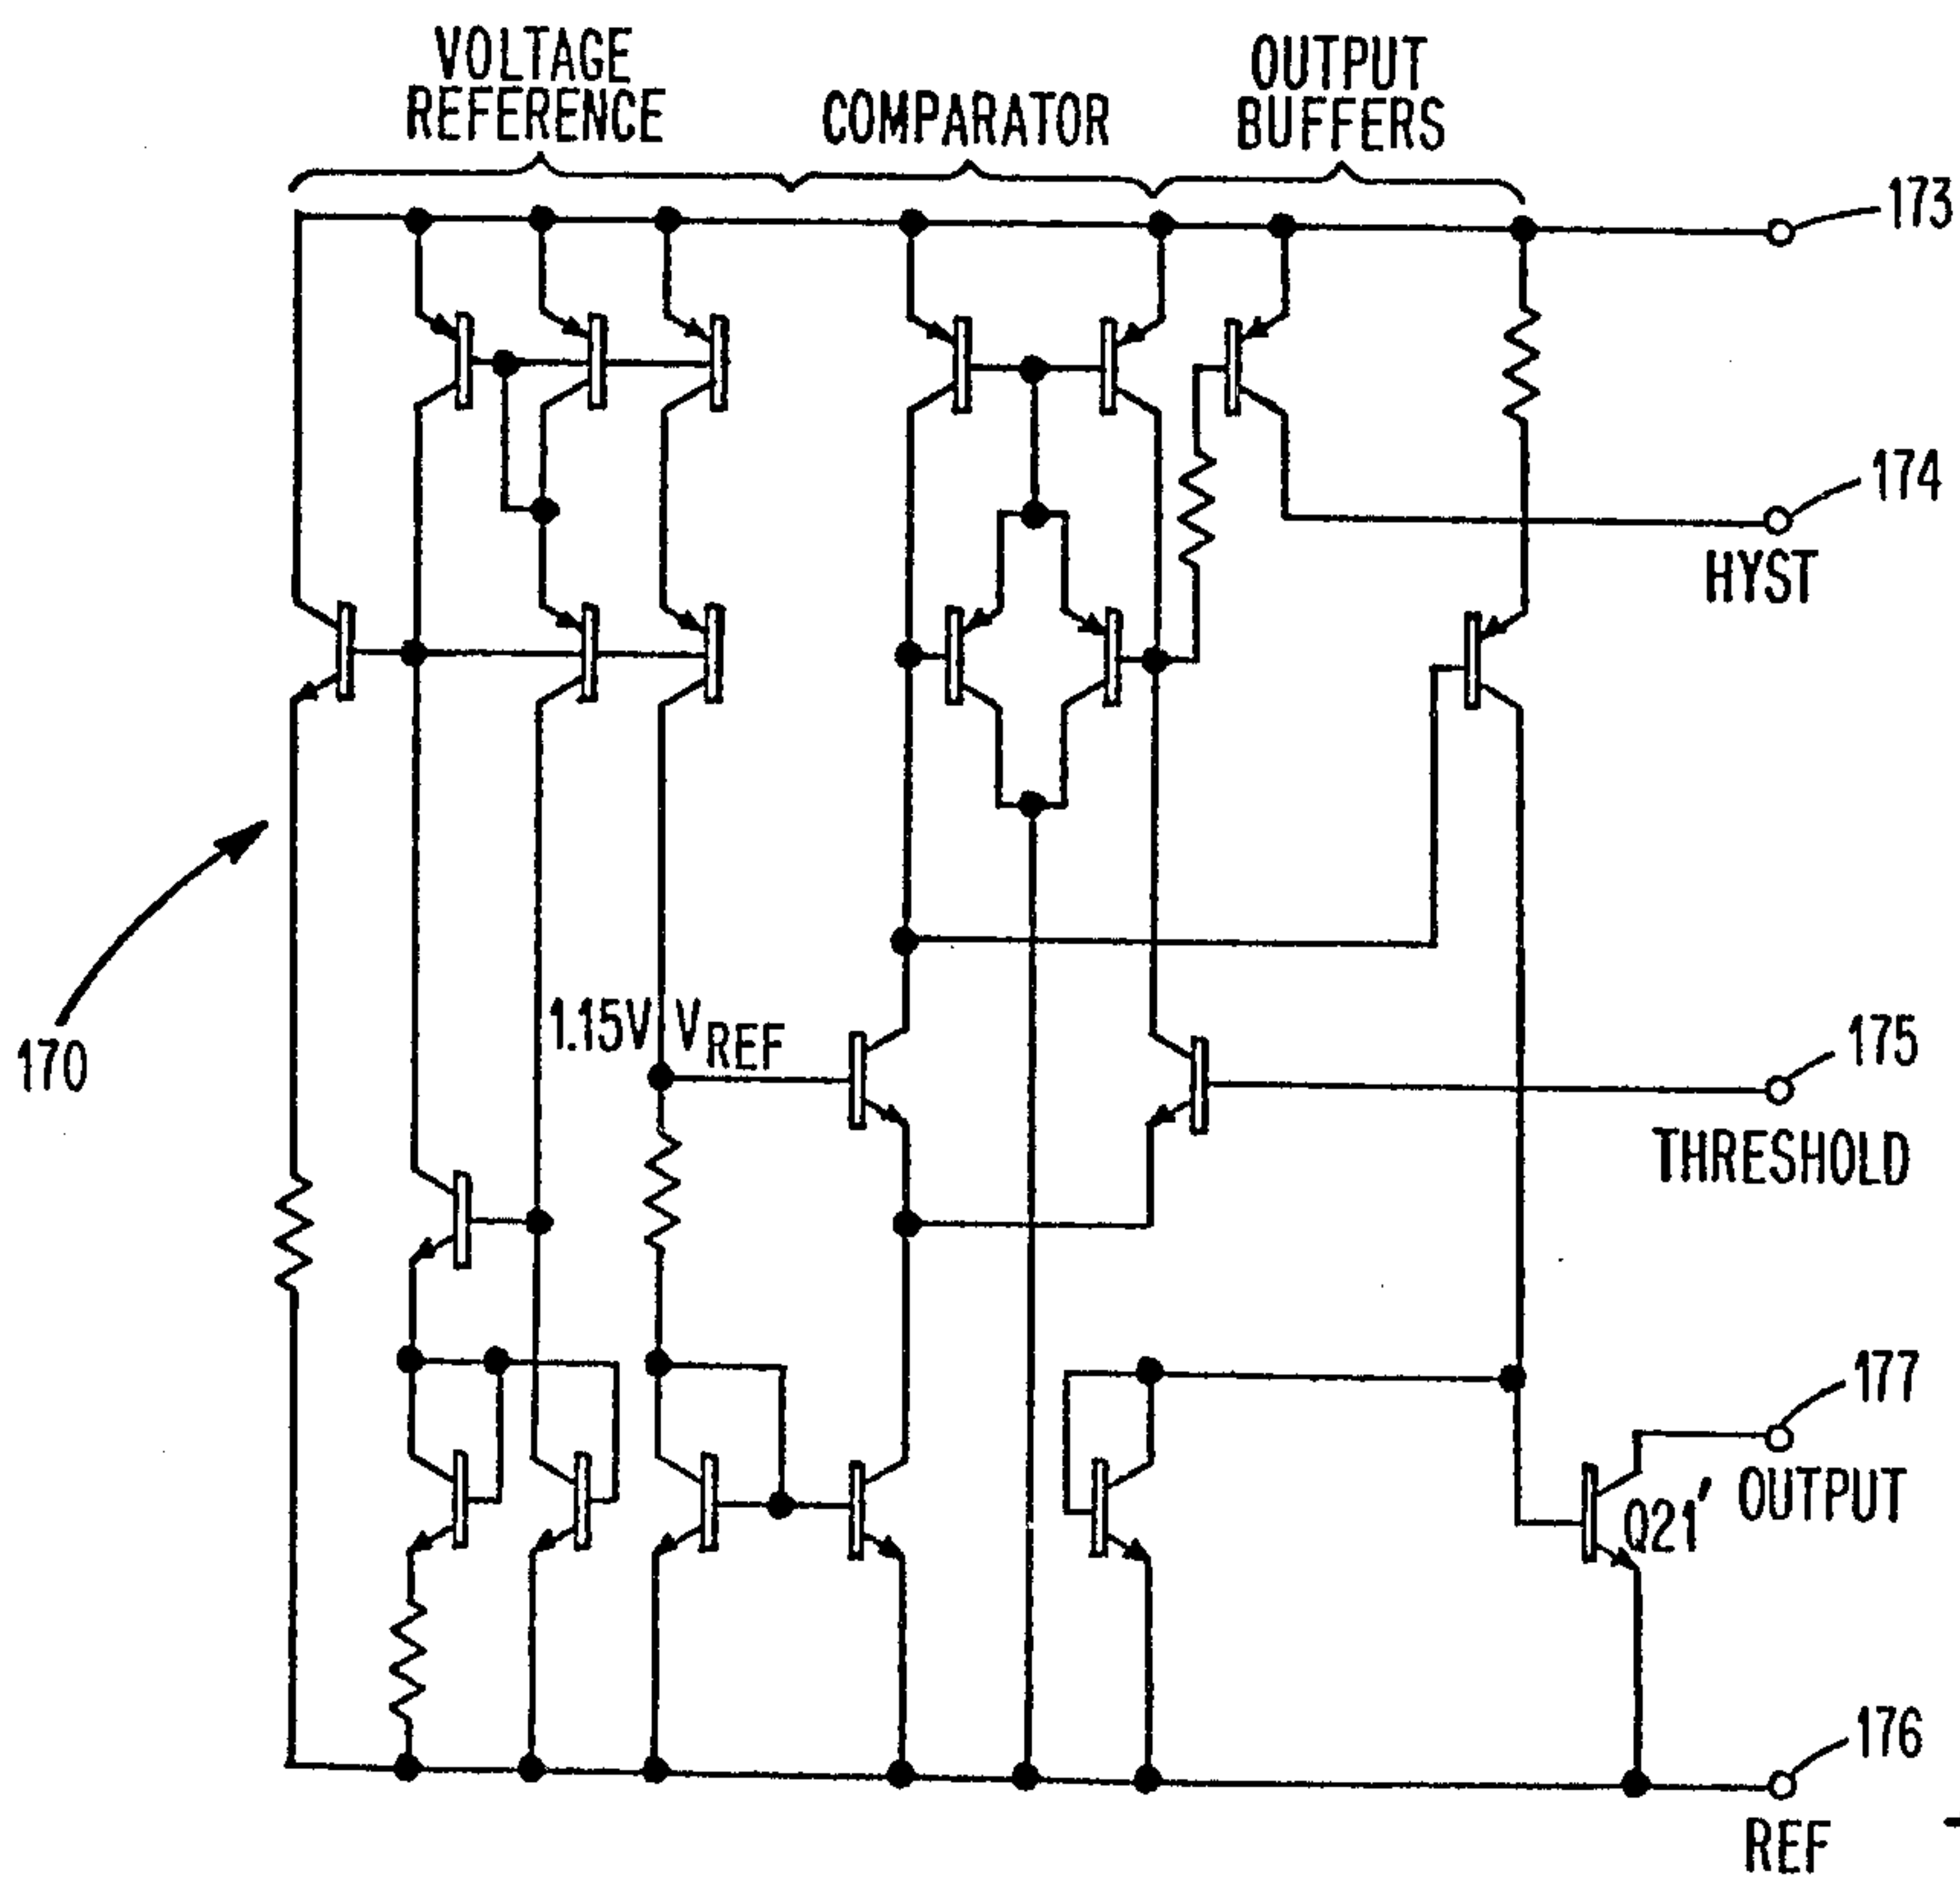 VOLTAGE
REFERENCE
COMPARATOR
OUTPUT
BUFFERS
173
174
HYST
170
1.15V VREF
175
THRESHOLD
177
OUTPUT
Q21'
176
REF